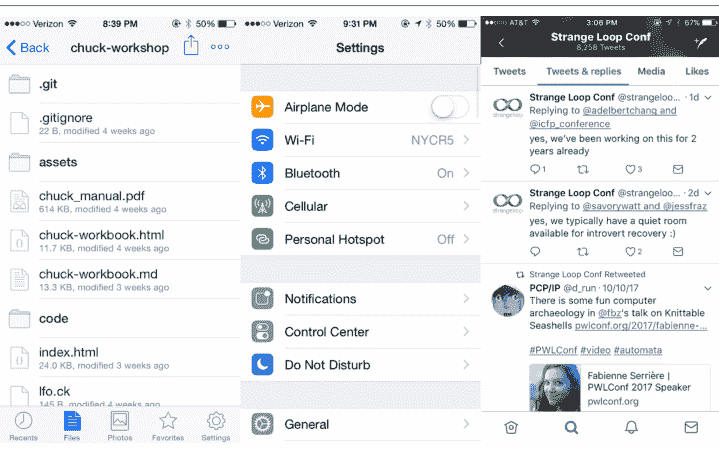 ●●●○○ Verizon 8:39 PM 50%
Back chuck-workshop
.git
.gitignore
22 B, modified 4 weeks ago
assets
chuck_manual.pdf
614 KB, modified 4 weeks ago
chuck-workbook.html
11.7 KB, modified 4 weeks ago
chuck-workbook.md
13.3 KB, modified 3 weeks ago
code
index.html
24.0 KB, modified 3 weeks ago
lfo.ck
145 B, modified 4 weeks ago
Recents Files Photos Favorites Settings
●●●○○ Verizon 9:31 PM 50%
Settings
Airplane Mode
Wi-Fi NYCR5
Bluetooth On
Cellular
Personal Hotspot Off
Notifications
Control Center
Do Not Disturb
General
AT&T 3:06 PM 67%
Strange Loop Conf
8,258 Tweets
Tweets Tweets & replies Media Likes
Strange Loop Conf @strangeloo... · 1d
Replying to @adelbertchang and
@icfp_conference
yes, we've been working on this for 2
years already
1 3
strangeloop
Strange Loop Conf @strangeloo... · 2d
Replying to @savorywatt and @jessfraz
yes, we typically have a quiet room
available for introvert recovery :)
2
strangeloop
Strange Loop Conf Retweeted
PCP/IP @d_run · 10/10/17
There is some fun computer
archaeology in @fbz's talk on Knittable
Seashells pwlconf.org/2017/fabienne-...
#PWLConf #video #automata
Fabienne Serrière |
PWLConf 2017 Speaker
pwlconf.org